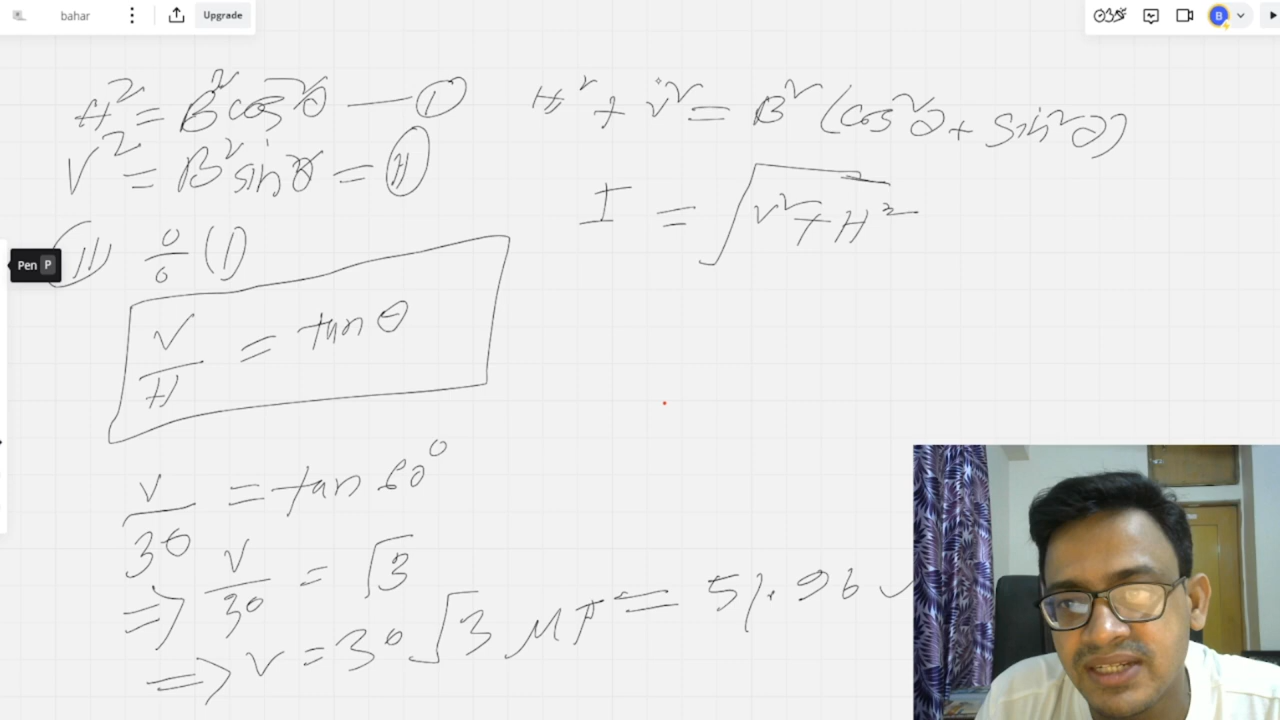 bahar
Upgrade
B
H² = B² cos²θ — (I)
V² = B² sin²θ = (II)
(II) ÷ (I)
V/H = tan θ
V/30 = tan 60°
=> V/30 = √3
=> V = 30√3 μT = 51.96
H² + V² = B² (cos²θ + sin²θ)
I = √V² + H²
Pen P